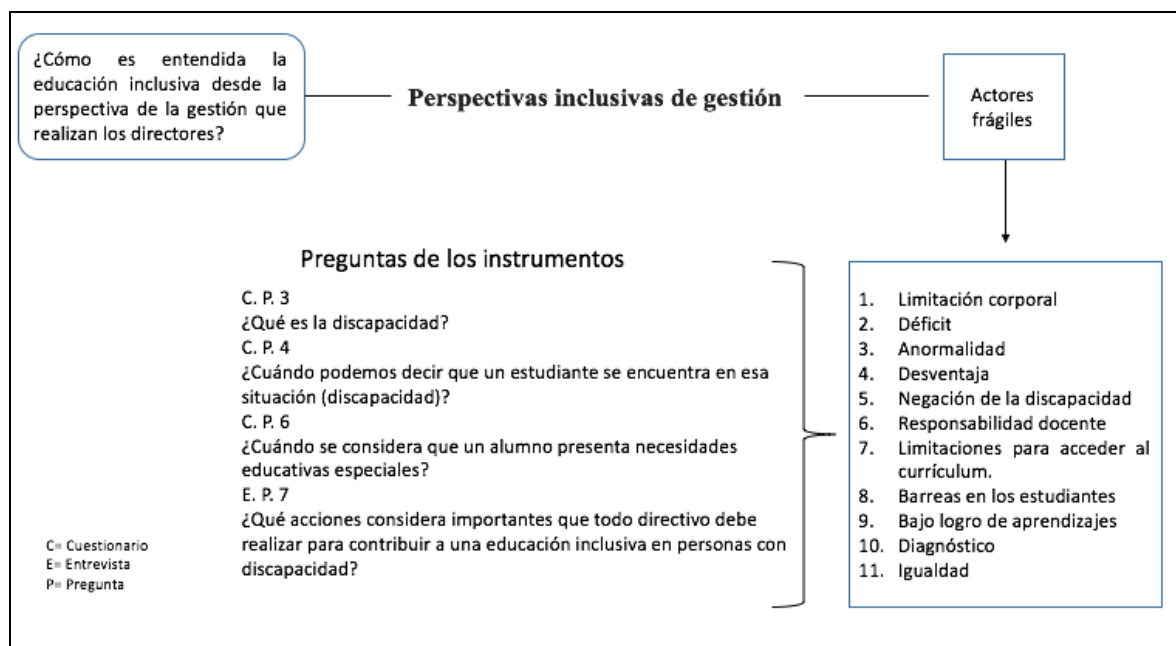 ¿Cómo es entendida la
educación inclusiva desde la
perspectiva de la gestión que
realizan los directores?
Perspectivas inclusivas de gestión
Actores
frágiles
Preguntas de los instrumentos
C. P. 3
¿Qué es la discapacidad?
C. P. 4
¿Cuándo podemos decir que un estudiante se encuentra en esa
situación (discapacidad)?
C. P. 6
¿Cuándo se considera que un alumno presenta necesidades
educativas especiales?
E. P. 7
¿Qué acciones considera importantes que todo directivo debe
realizar para contribuir a una educación inclusiva en personas con
discapacidad?
C= Cuestionario
E= Entrevista
P= Pregunta
1. Limitación corporal
2. Déficit
3. Anormalidad
4. Desventaja
5. Negación de la discapacidad
6. Responsabilidad docente
7. Limitaciones para acceder al
currículum.
8. Barreas en los estudiantes
9. Bajo logro de aprendizajes
10. Diagnóstico
11. Igualdad